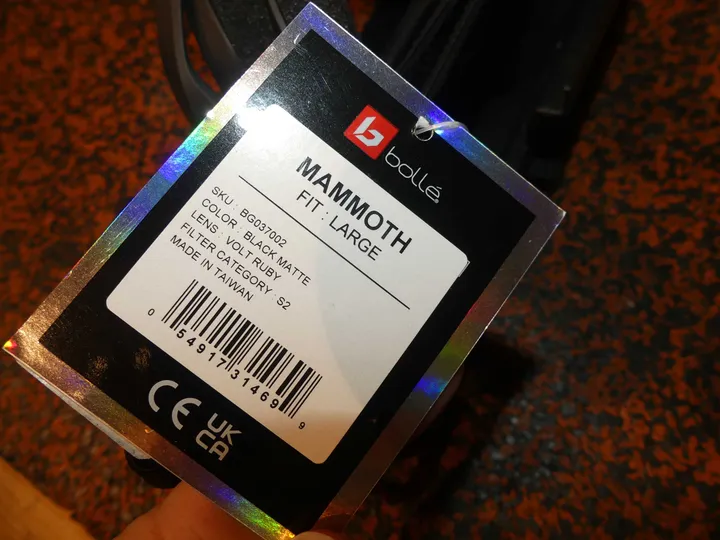 bollé
MAMMOTH
FIT : LARGE
SKU : BG037002
COLOR : BLACK MATTE
LENS : VOLT RUBY
FILTER CATEGORY : S2
MADE IN TAIWAN
0 54917 31469 9
CE UK
CA